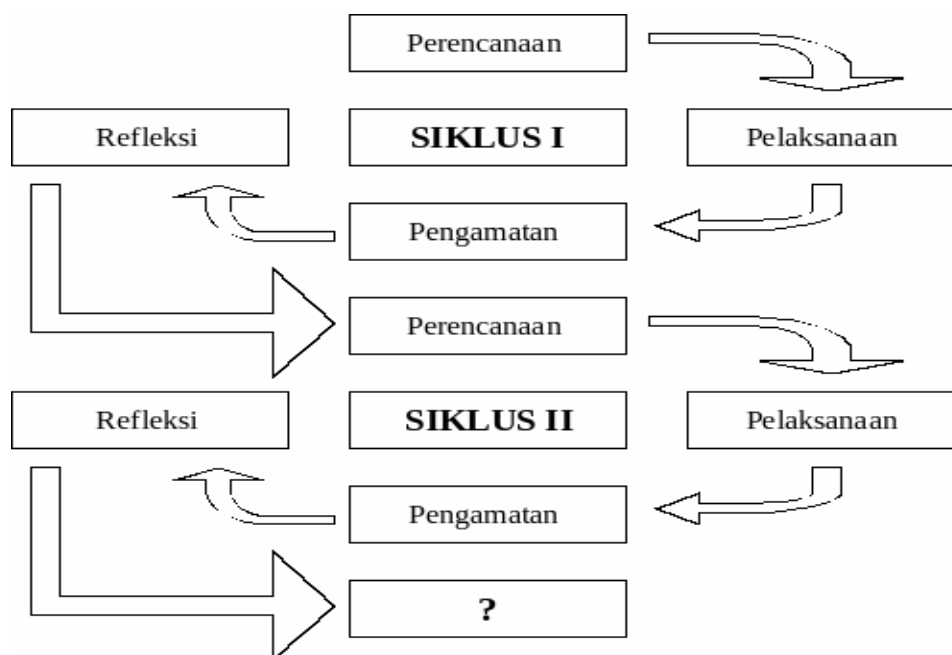 Perencanaan
Refleksi
SIKLUS I
Pelaksanaan
Pengamatan
Perencanaan
Refleksi
SIKLUS II
Pelaksanaan
Pengamatan
?